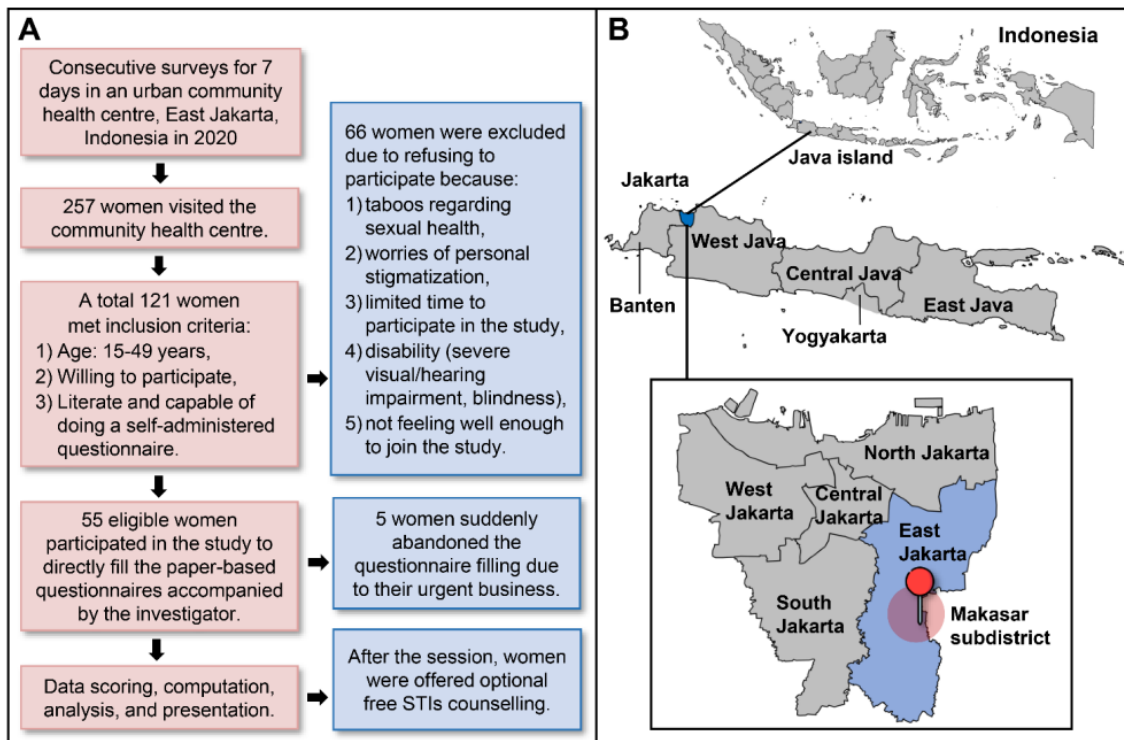 A
Consecutive surveys for 7
days in an urban community
health centre, East Jakarta,
Indonesia in 2020
257 women visited the
community health centre.
A total 121 women
met inclusion criteria:
1) Age: 15-49 years,
2) Willing to participate,
3) Literate and capable of
doing a self-administered
questionnaire.
66 women were excluded
due to refusing to
participate because:
1) taboos regarding
sexual health,
2) worries of personal
stigmatization,
3) limited time to
participate in the study,
4) disability (severe
visual/hearing
impairment, blindness),
5) not feeling well enough
to join the study.
55 eligible women
participated in the study to
directly fill the paper-based
questionnaires accompanied
by the investigator.
5 women suddenly
abandoned the
questionnaire filling due
to their urgent business.
Data scoring, computation,
analysis, and presentation.
After the session, women
were offered optional
free STIs counselling.
B
Indonesia
Java island
Jakarta
West Java
Central Java
Banten
East Java
Yogyakarta
North Jakarta
West
Jakarta
Central
Jakarta
East
Jakarta
South
Jakarta
Makasar
subdistrict